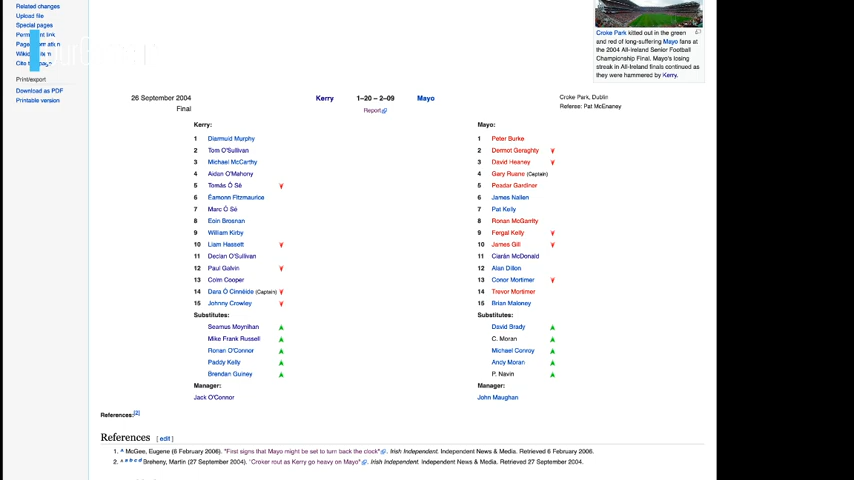 Related changes
Upload file
Special pages
Print/export
Download as PDF
Printable version
Croke Park kitted out in the green
and red of long-suffering Mayo fans at
the 2004 All-Ireland Senior Football
Championship Final. Mayo's losing
streak in All-Ireland finals continued as
they were hammered by Kerry.
26 September 2004
Final
Kerry 1–20 – 2–09 Mayo
Report
Croke Park, Dublin
Referee: Pat McEnaney
Kerry:
1 Diarmuid Murphy
2 Tom O'Sullivan
3 Michael McCarthy
4 Aidan O'Mahony
5 Tomás Ó Sé
6 Éamonn Fitzmaurice
7 Marc Ó Sé
8 Eoin Brosnan
9 William Kirby
10 Liam Hassett
11 Declan O'Sullivan
12 Paul Galvin
13 Colm Cooper
14 Dara Ó Cinnéide (Captain)
15 Johnny Crowley
Substitutes:
Seamus Moynihan
Mike Frank Russell
Ronan O'Connor
Paddy Kelly
Brendan Guiney
Manager:
Jack O'Connor
Mayo:
1 Peter Burke
2 Dermot Geraghty
3 David Heaney
4 Gary Ruane (Captain)
5 Peadar Gardiner
6 James Nallen
7 Pat Kelly
8 Ronan McGarrity
9 Fergal Kelly
10 James Gill
11 Ciarán McDonald
12 Alan Dillon
13 Conor Mortimer
14 Trevor Mortimer
15 Brian Maloney
Substitutes:
David Brady
C. Moran
Michael Conroy
Andy Moran
P. Navin
Manager:
John Maughan
References:[2]
References [ edit ]
1. ^ McGee, Eugene (6 February 2006). "First signs that Mayo might be set to turn back the clock". Irish Independent. Independent News & Media. Retrieved 6 February 2006.
2. ^ a b c d Breheny, Martin (27 September 2004). "Croker rout as Kerry go heavy on Mayo". Irish Independent. Independent News & Media. Retrieved 27 September 2004.